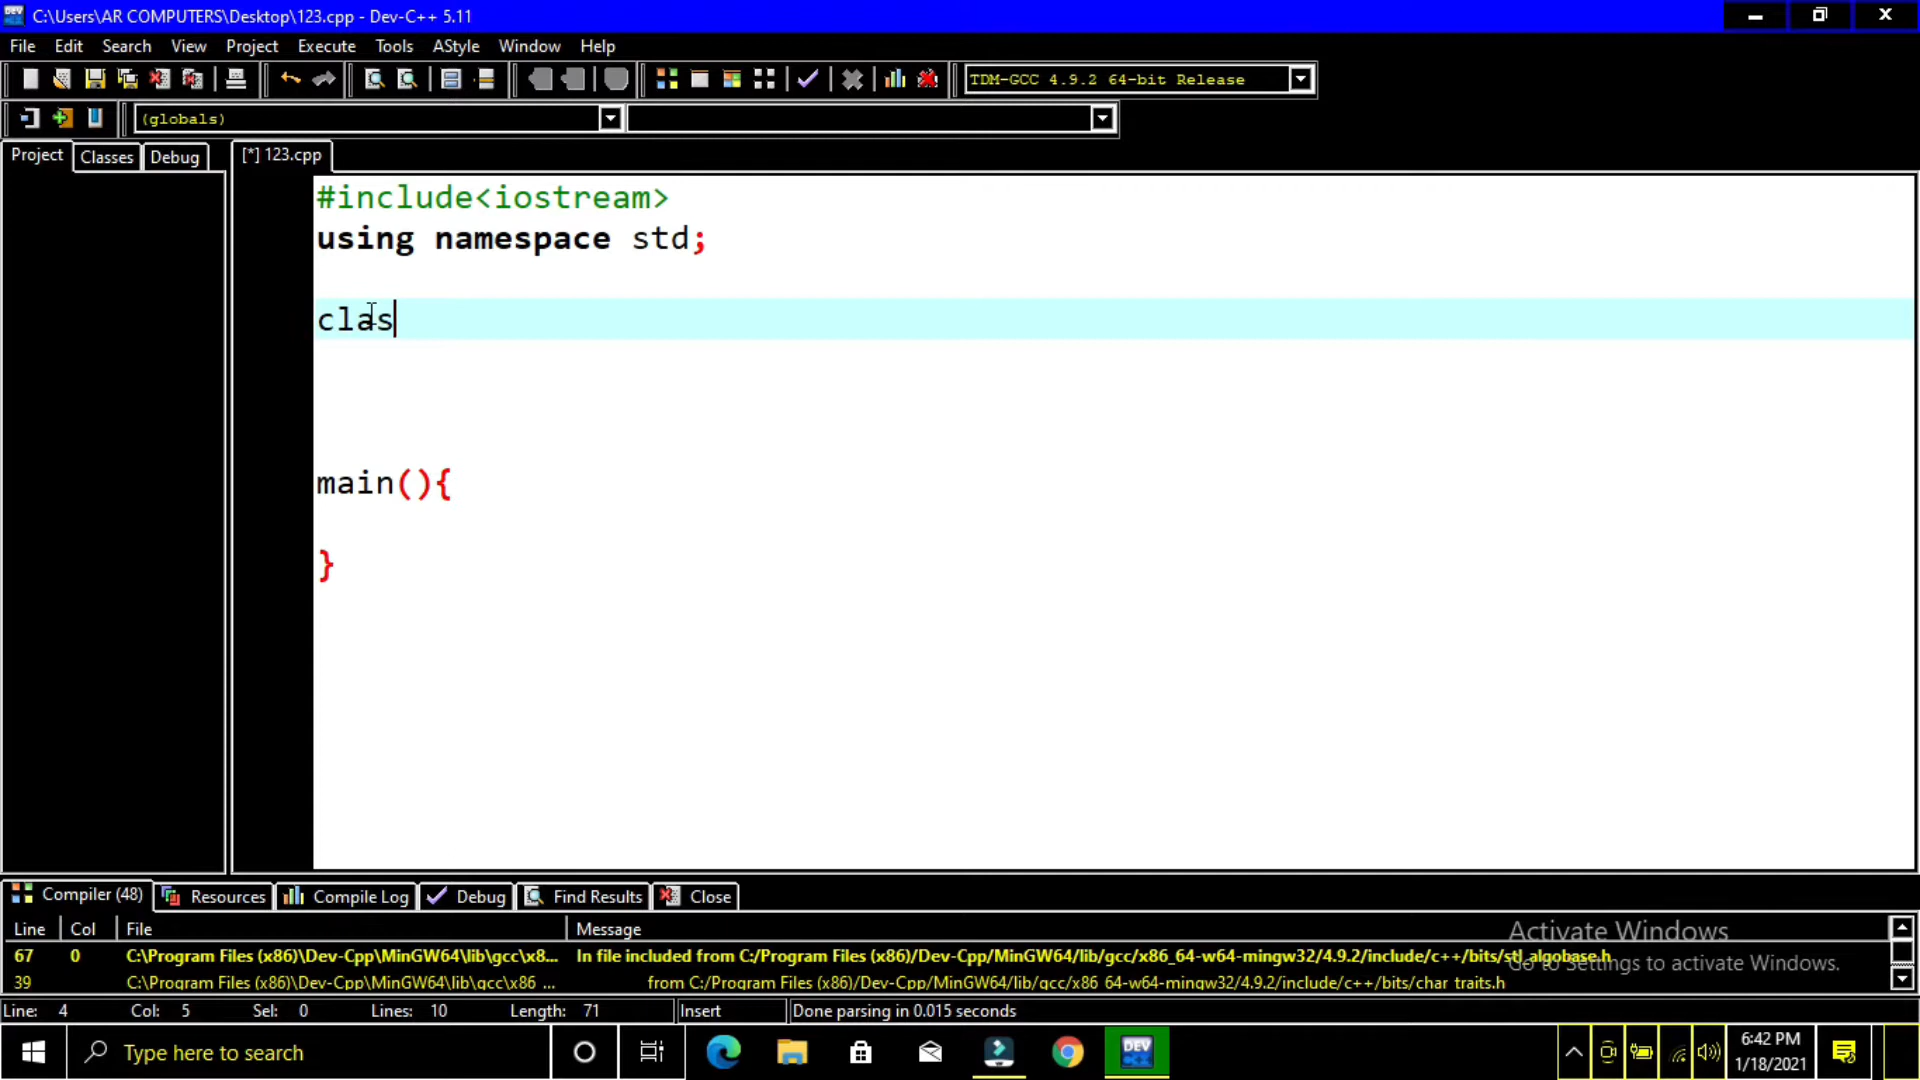 C:\Users\AR COMPUTERS\Desktop\123.cpp - Dev-C++ 5.11
File Edit Search View Project Execute Tools AStyle Window Help
TDM-GCC 4.9.2 64-bit Release
(globals)
Project Classes Debug [*] 123.cpp
#include<iostream>
using namespace std;
clas
main(){
}
Compiler (48) Resources Compile Log Debug Find Results Close
Line Col File Message
67 0 C:\Program Files (x86)\Dev-Cpp\MinGW64\lib\gcc\x8... In file included from C:/Program Files (x86)/Dev-Cpp/MinGW64/lib/gcc/x86_64-w64-mingw32/4.9.2/include/c++/bits/stl_algobase.h
39 C:\Program Files (x86)\Dev-Cpp\MinGW64\lib\gcc\x86 ... from C:/Program Files (x86)/Dev-Cpp/MinGW64/lib/gcc/x86 64-w64-mingw32/4.9.2/include/c++/bits/char traits.h
Activate Windows
Go to Settings to activate Windows.
Line: 4 Col: 5 Sel: 0 Lines: 10 Length: 71 Insert Done parsing in 0.015 seconds
Type here to search
DEV
6:42 PM
1/18/2021